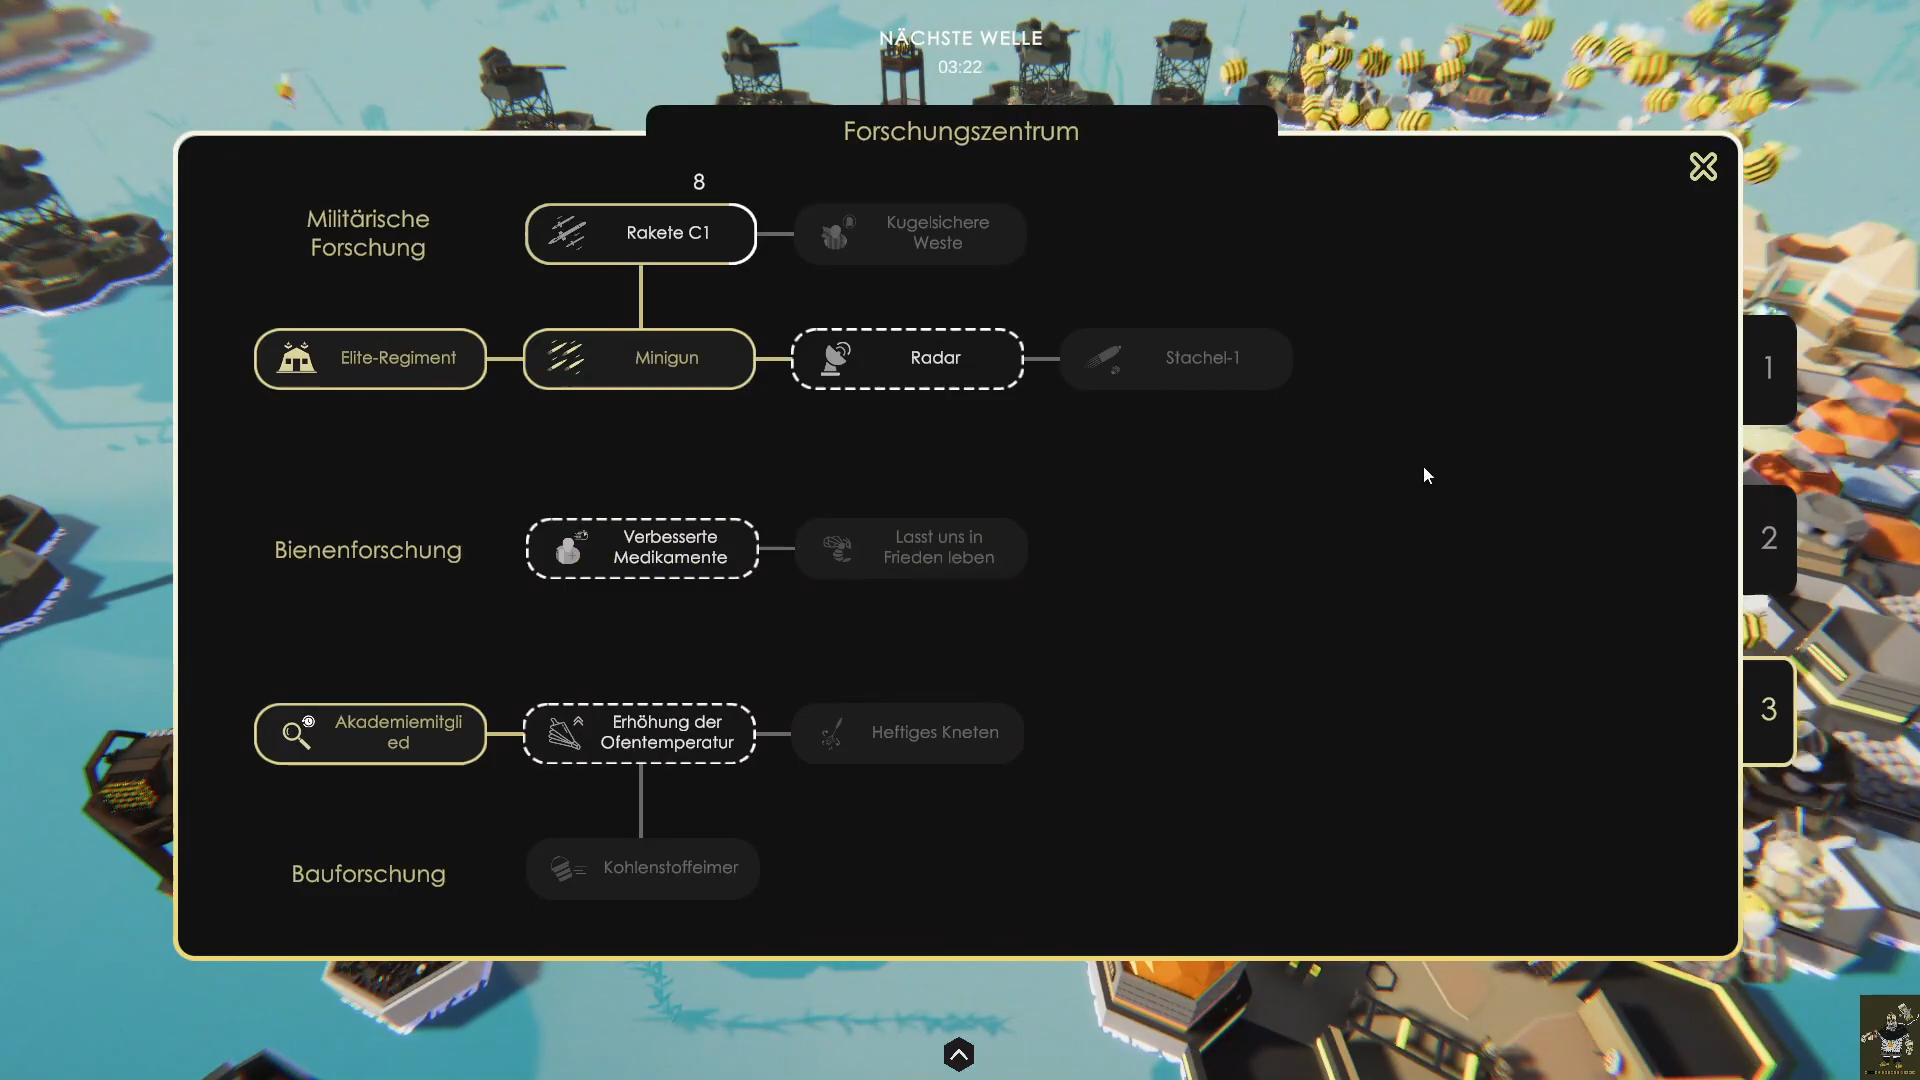 NÄCHSTE WELLE
03:22
Forschungszentrum
8
Militärische
Forschung
Rakete C1
Kugelsichere
Weste
Elite-Regiment
Minigun
Radar
Stachel-1
1
2
3
Bienenforschung
Verbesserte
Medikamente
Lasst uns in
Frieden leben
Akademiemitgli
ed
Erhöhung der
Ofentemperatur
Heftiges Kneten
Bauforschung
Kohlenstoffeimer